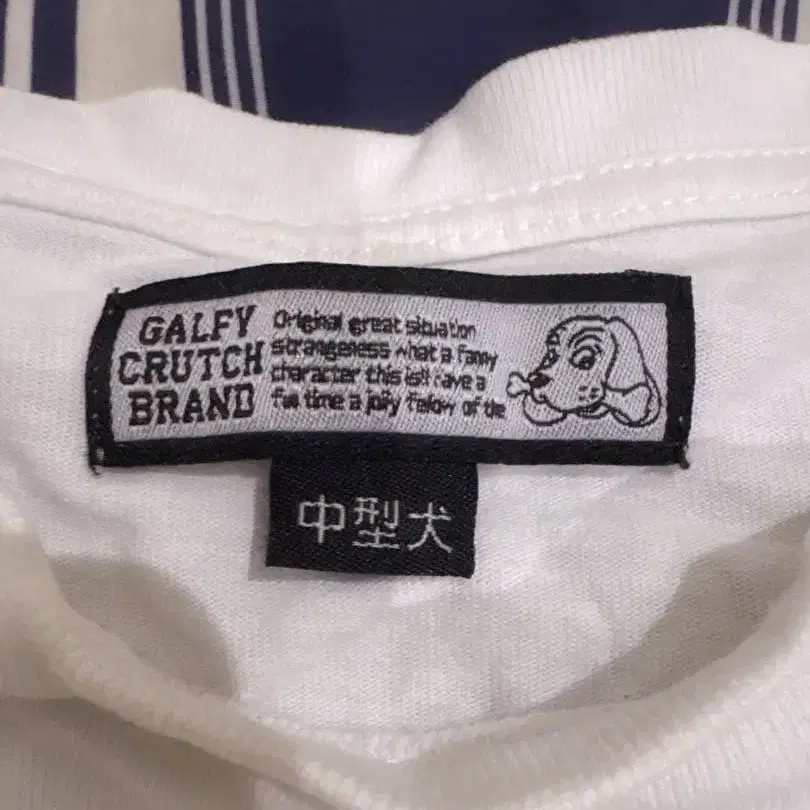 GALFY
CRUTCH
BRAND
Original great situation
strangeness what a fanny
character this is!! have a
fun time a jolly fellow of the
中型犬